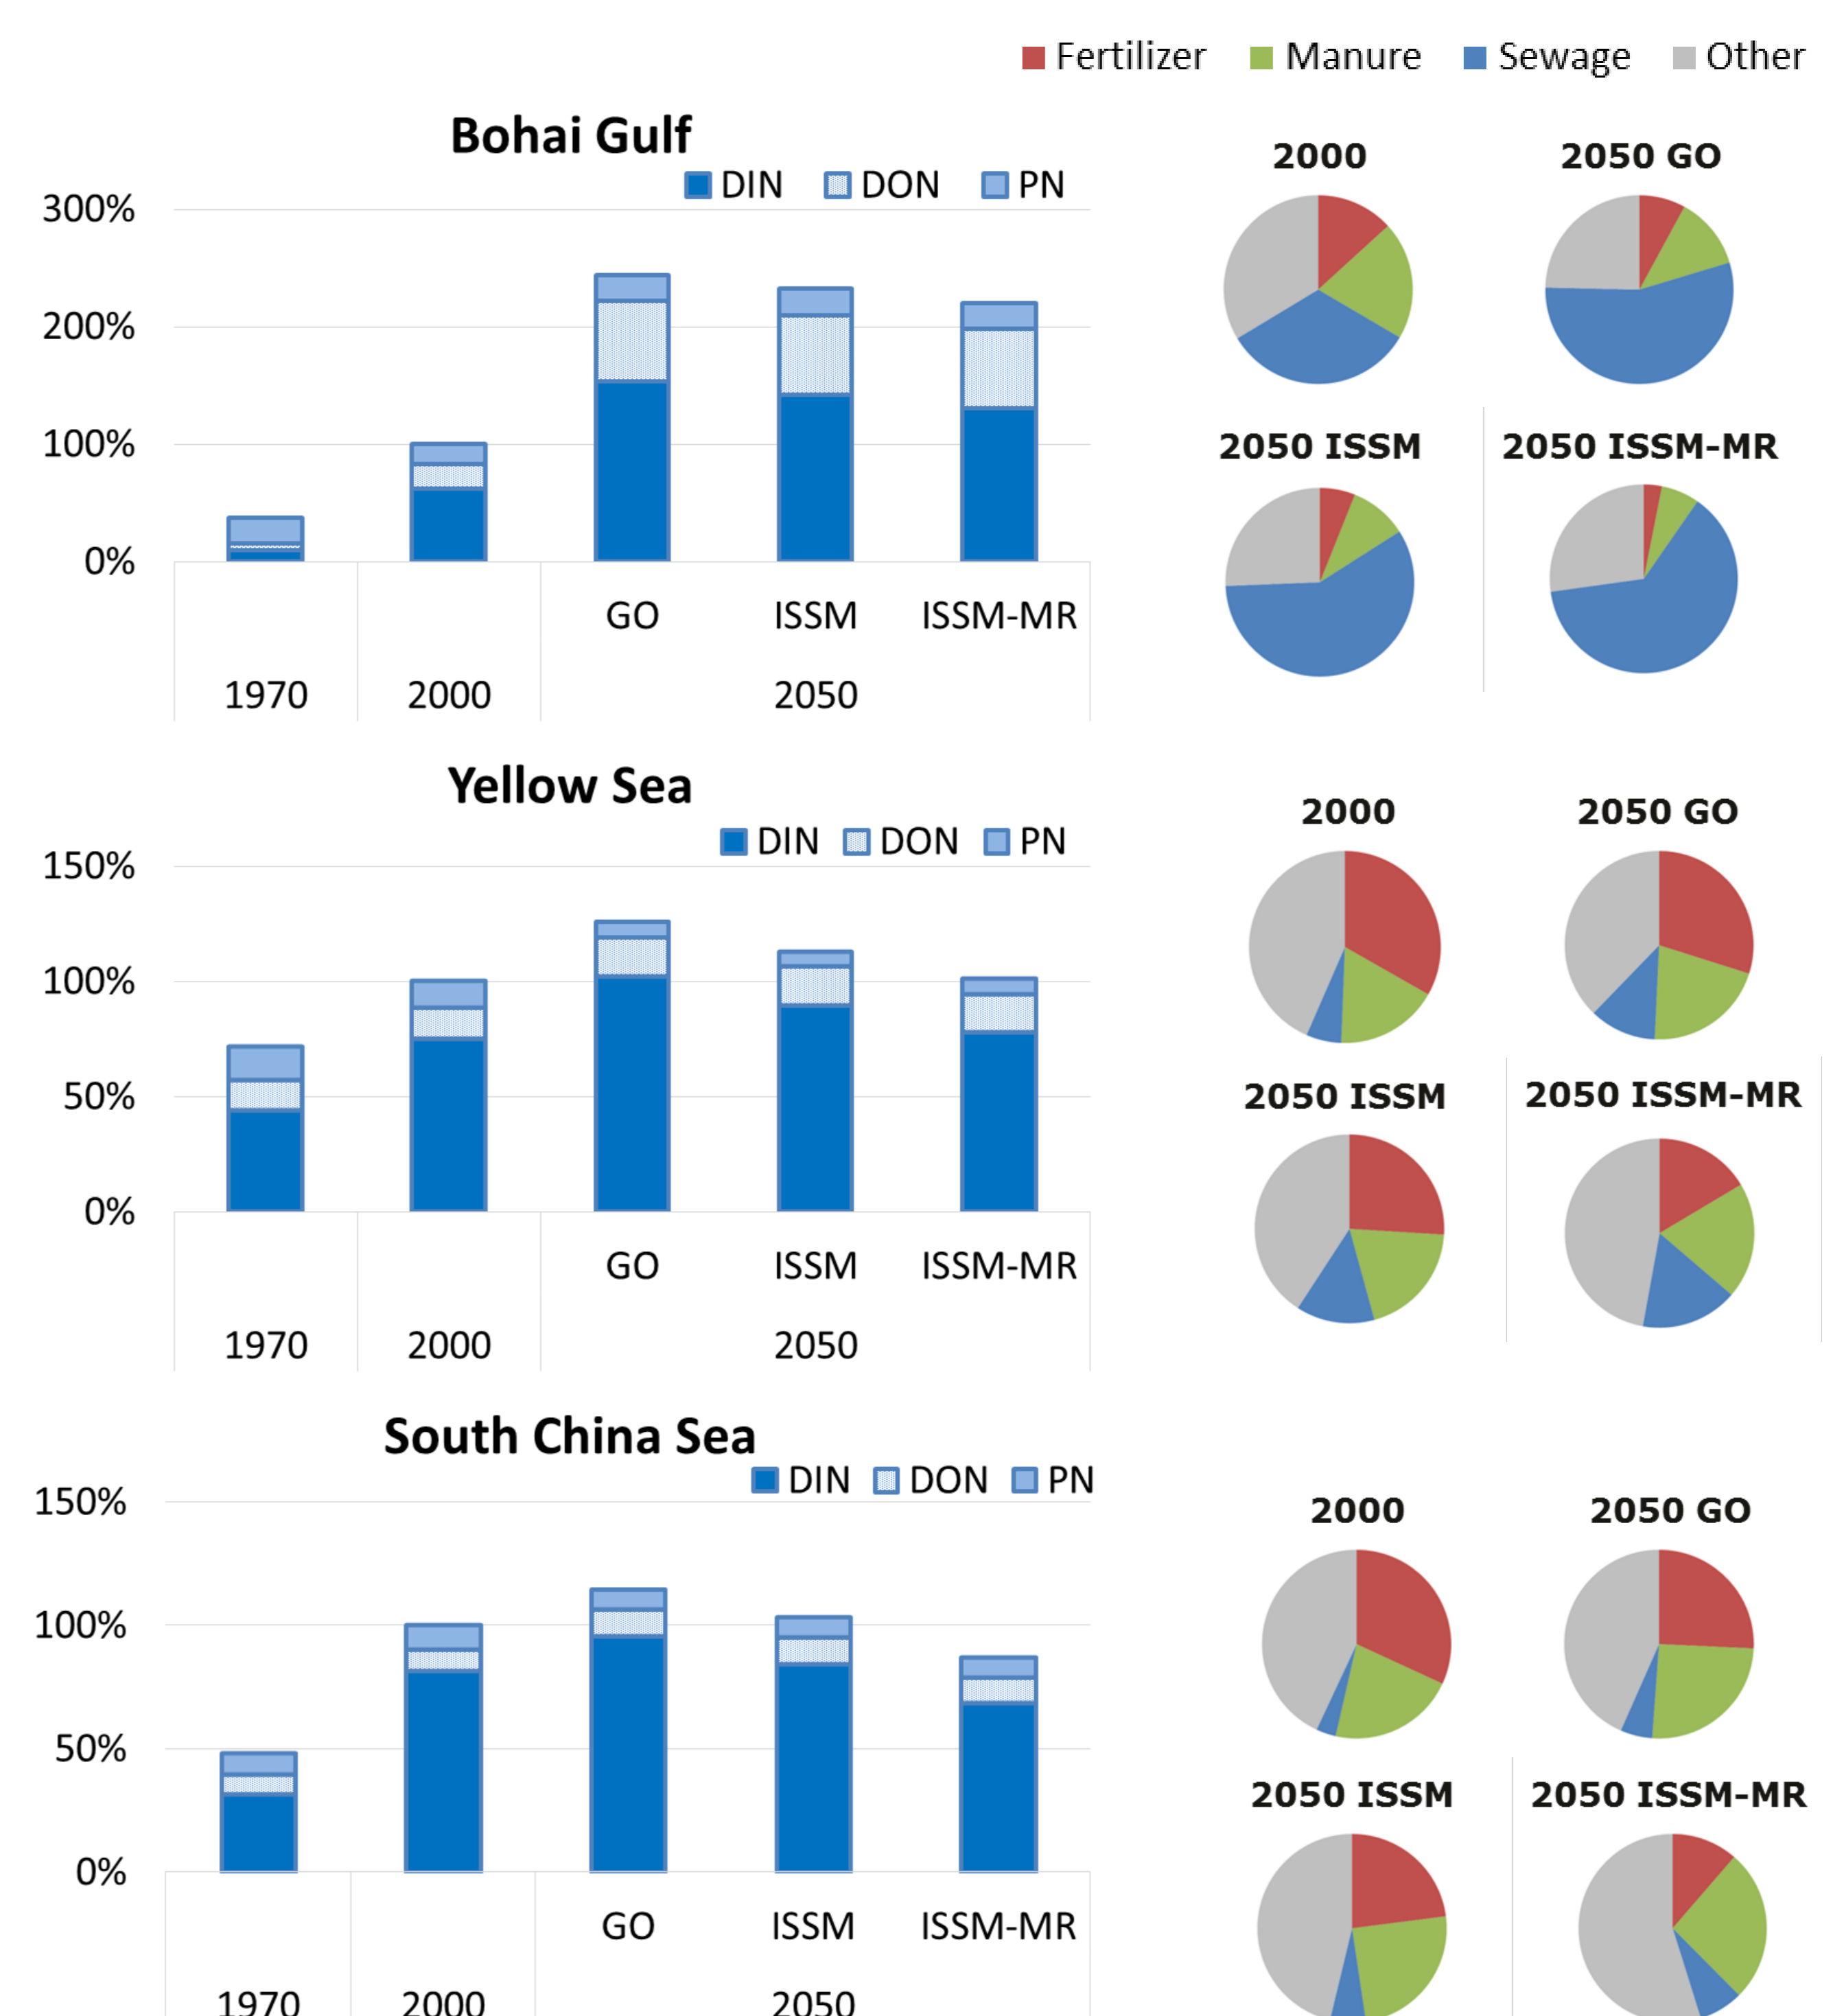 Fertilizer Manure Sewage Other
Bohai Gulf
DIN DON PN
300%
200%
100%
0%
GO ISSM ISSM-MR
1970 2000 2050
2000 2050 GO
2050 ISSM 2050 ISSM-MR
Yellow Sea
DIN DON PN
150%
100%
50%
0%
GO ISSM ISSM-MR
1970 2000 2050
2000 2050 GO
2050 ISSM 2050 ISSM-MR
South China Sea
DIN DON PN
150%
100%
50%
0%
GO ISSM ISSM-MR
1970 2000 2050
2000 2050 GO
2050 ISSM 2050 ISSM-MR